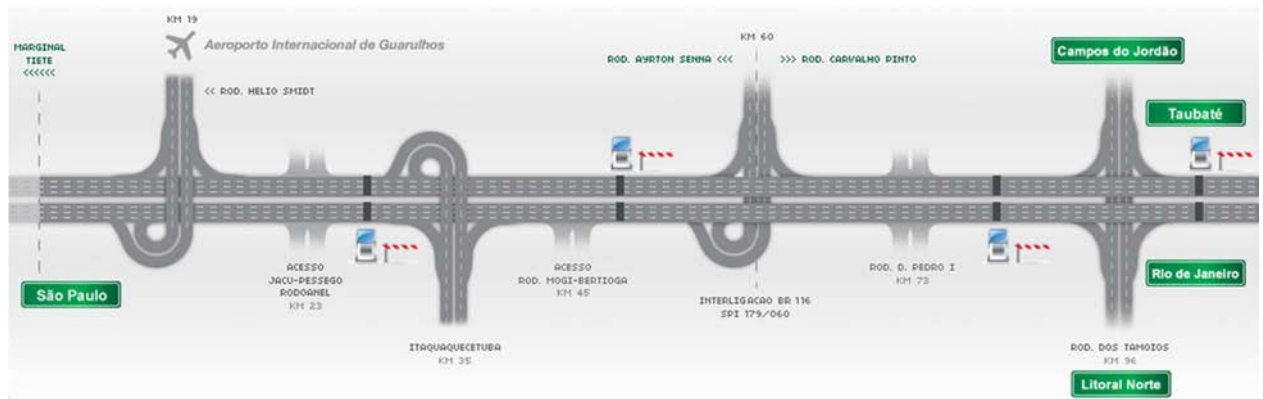 MARGINAL
TIETE
<<<<<<
KM 19
Aeroporto Internacional de Guarulhos
<< ROD. HELIO SMIDT
KM 60
ROD. AYRTON SENNA <<<
>>> ROD. CARVALHO PINTO
Campos do Jordão
Taubaté
São Paulo
ACESSO
JACU-PESSEGO
RODOANEL
KM 23
ITAQUAQUECETUBA
KM 35
ACESSO
ROD. MOGI-BERTIOGA
KM 45
INTERLIGACAO BR 116
SPI 179/060
ROD. D. PEDRO I
KM 73
Rio de Janeiro
ROD. DOS TAMOIOS
KM 96
Litoral Norte